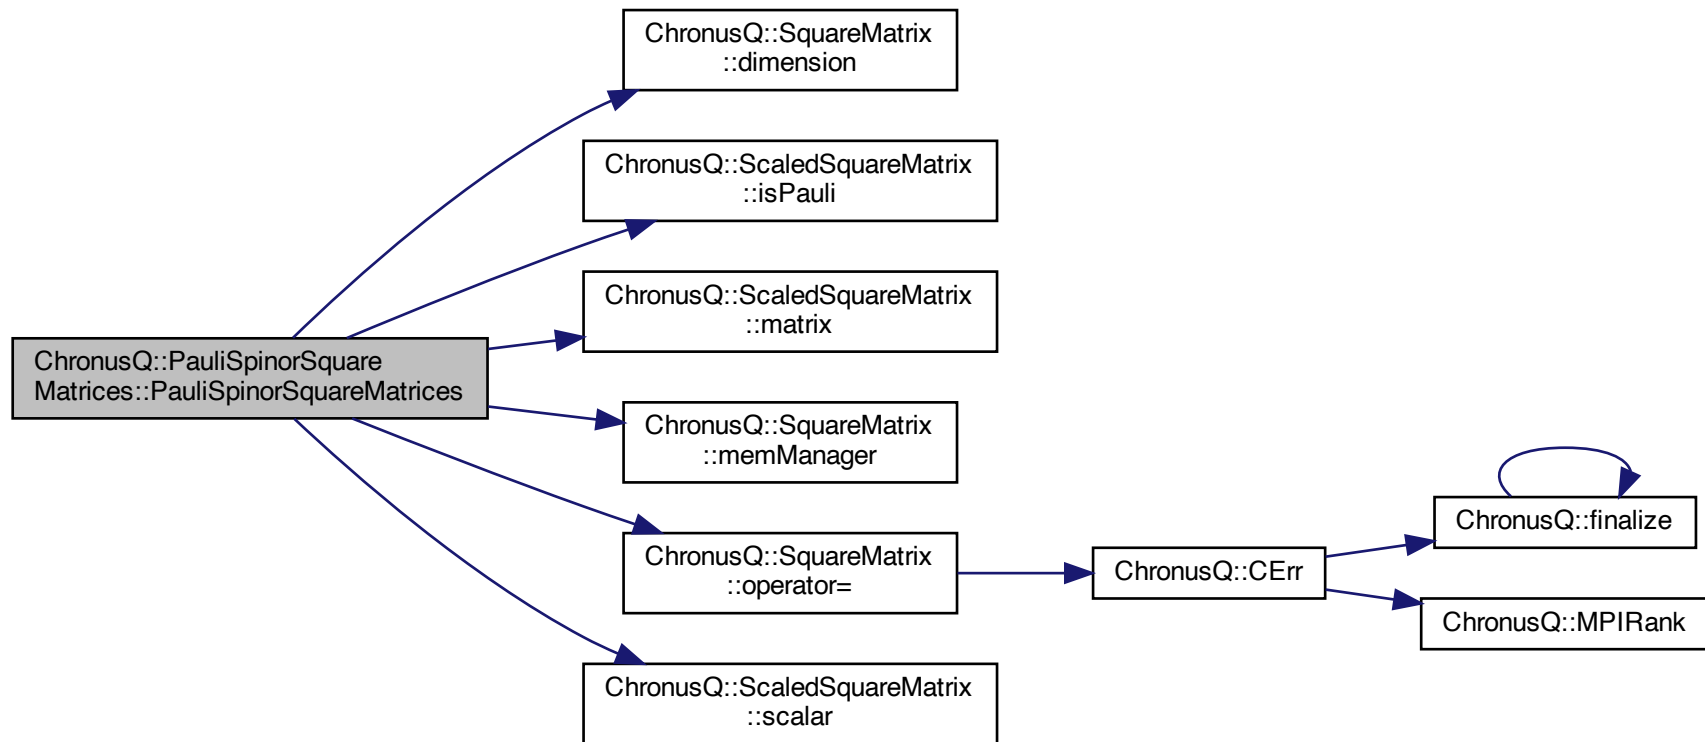 ChronusQ::SquareMatrix
::dimension
ChronusQ::ScaledSquareMatrix
::isPauli
ChronusQ::ScaledSquareMatrix
::matrix
ChronusQ::PauliSpinorSquare
Matrices::PauliSpinorSquareMatrices
ChronusQ::SquareMatrix
::memManager
ChronusQ::SquareMatrix
::operator=
ChronusQ::CErr
ChronusQ::finalize
ChronusQ::MPIRank
ChronusQ::ScaledSquareMatrix
::scalar